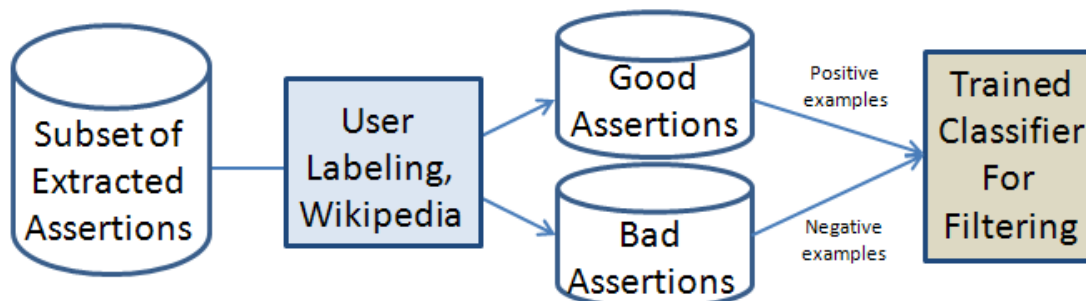 Subset of
Extracted
Assertions
User
Labeling,
Wikipedia
Good
Assertions
Bad
Assertions
Positive
examples
Negative
examples
Trained
Classifier
For
Filtering